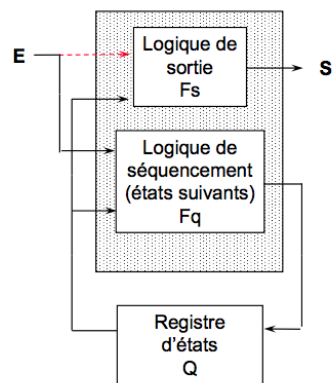 Logique de
sortie
Fs
E
S
Logique de
séquencement
(états suivants)
Fq
Registre
d'états
Q